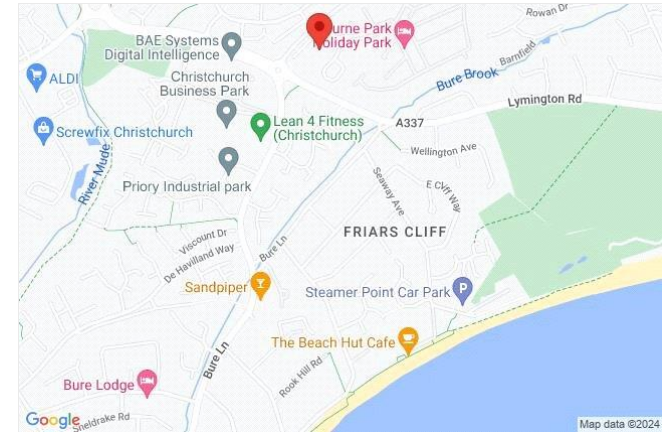 Rowan Dr
urne Park
Holiday Park
BAE Systems
Digital Intelligence
Barnfield
Bure Brook
ALDI
Christchurch
Business Park
Lymington Rd
Screwfix Christchurch
Lean 4 Fitness
(Christchurch)
A337
Wellington Ave
River Mude
Priory Industrial park
Seaway Ave
E Cliff Way
Viscount Dr
De Havilland Way
Bure Ln
FRIARS CLIFF
Sandpiper
Steamer Point Car Park
P
The Beach Hut Cafe
Bure Ln
Rook Hill Rd
Bure Lodge
Google
Sheldrake Rd
Map data ©2024